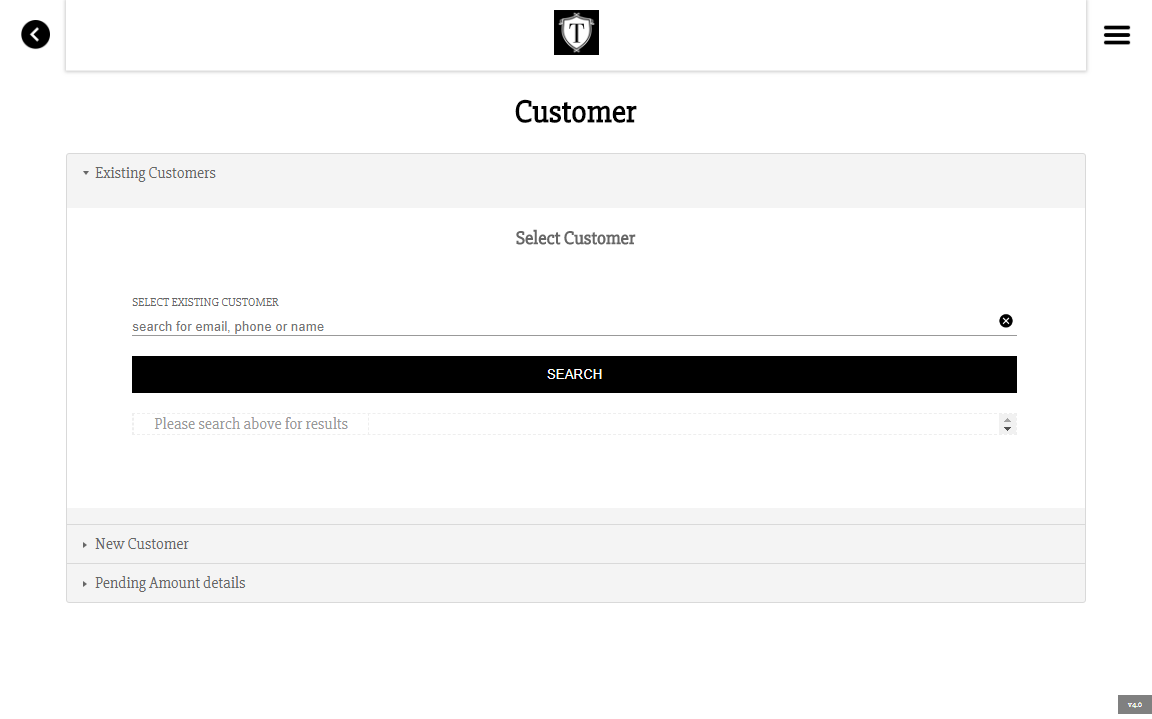 T
Customer
Existing Customers
Select Customer
SELECT EXISTING CUSTOMER
search for email, phone or name
SEARCH
Please search above for results
New Customer
Pending Amount details
v4.0